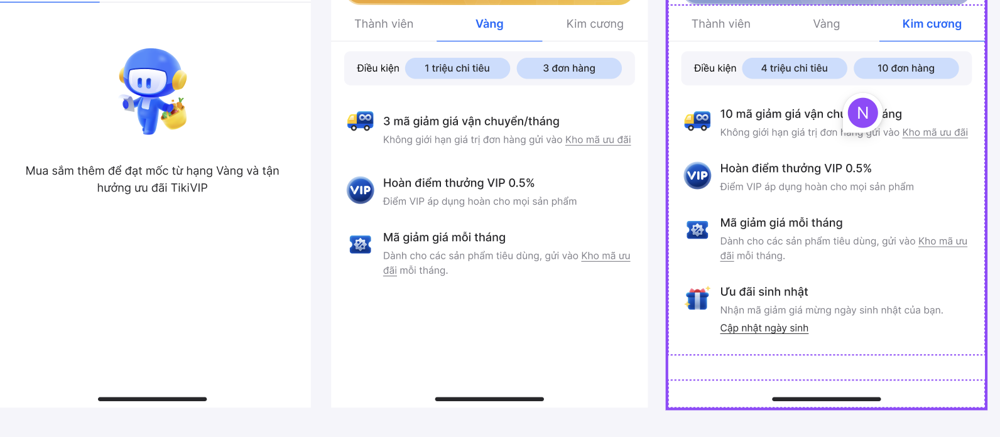 Mua sắm thêm để đạt mốc từ hạng Vàng và tận
hưởng ưu đãi TikiVIP
Thành viên Vàng Kim cương
Điều kiện 1 triệu chi tiêu 3 đơn hàng
3 mã giảm giá vận chuyển/tháng
Không giới hạn giá trị đơn hàng gửi vào Kho mã ưu đãi
VIP
Hoàn điểm thưởng VIP 0.5%
Điểm VIP áp dụng hoàn cho mọi sản phẩm
Mã giảm giá mỗi tháng
Dành cho các sản phẩm tiêu dùng, gửi vào Kho mã ưu
đãi mỗi tháng.
Thành viên Vàng Kim cương
Điều kiện 4 triệu chi tiêu 10 đơn hàng
10 mã giảm giá vận
N
Không giới hạn giá trị đơn hàng gửi vào Kho mã ưu đãi
VIP
Hoàn điểm thưởng VIP 0.5%
Điểm VIP áp dụng hoàn cho mọi sản phẩm
Mã giảm giá mỗi tháng
Dành cho các sản phẩm tiêu dùng, gửi vào Kho mã ưu
đãi mỗi tháng.
Ưu đãi sinh nhật
Nhận mã giảm giá mừng ngày sinh nhật của bạn.
Cập nhật ngày sinh